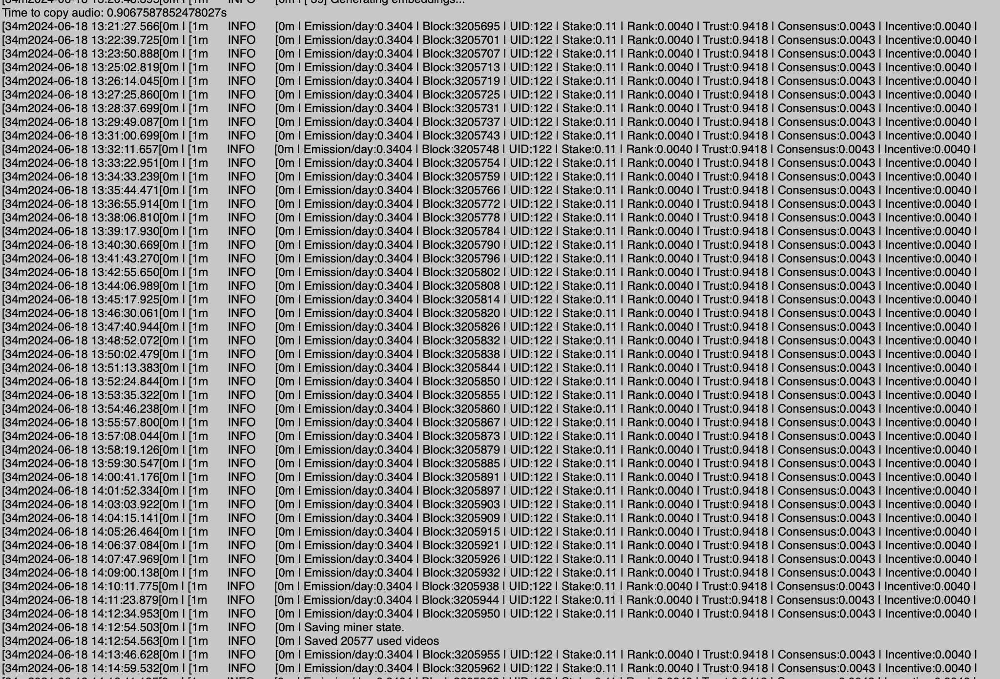 [34m2024-06-18 13:20:48.395[0m | [1m INFO [0m | [ 39] Generating embeddings...
Time to copy audio: 0.9067587852478027s
[34m2024-06-18 13:21:27.566[0m | [1m INFO [0m | Emission/day:0.3404 | Block:3205695 | UID:122 | Stake:0.11 | Rank:0.0040 | Trust:0.9418 | Consensus:0.0043 | Incentive:0.0040 |
[34m2024-06-18 13:22:39.725[0m | [1m INFO [0m | Emission/day:0.3404 | Block:3205701 | UID:122 | Stake:0.11 | Rank:0.0040 | Trust:0.9418 | Consensus:0.0043 | Incentive:0.0040 |
[34m2024-06-18 13:23:50.888[0m | [1m INFO [0m | Emission/day:0.3404 | Block:3205707 | UID:122 | Stake:0.11 | Rank:0.0040 | Trust:0.9418 | Consensus:0.0043 | Incentive:0.0040 |
[34m2024-06-18 13:25:02.819[0m | [1m INFO [0m | Emission/day:0.3404 | Block:3205713 | UID:122 | Stake:0.11 | Rank:0.0040 | Trust:0.9418 | Consensus:0.0043 | Incentive:0.0040 |
[34m2024-06-18 13:26:14.045[0m | [1m INFO [0m | Emission/day:0.3404 | Block:3205719 | UID:122 | Stake:0.11 | Rank:0.0040 | Trust:0.9418 | Consensus:0.0043 | Incentive:0.0040 |
[34m2024-06-18 13:27:25.860[0m | [1m INFO [0m | Emission/day:0.3404 | Block:3205725 | UID:122 | Stake:0.11 | Rank:0.0040 | Trust:0.9418 | Consensus:0.0043 | Incentive:0.0040 |
[34m2024-06-18 13:28:37.699[0m | [1m INFO [0m | Emission/day:0.3404 | Block:3205731 | UID:122 | Stake:0.11 | Rank:0.0040 | Trust:0.9418 | Consensus:0.0043 | Incentive:0.0040 |
[34m2024-06-18 13:29:49.087[0m | [1m INFO [0m | Emission/day:0.3404 | Block:3205737 | UID:122 | Stake:0.11 | Rank:0.0040 | Trust:0.9418 | Consensus:0.0043 | Incentive:0.0040 |
[34m2024-06-18 13:31:00.699[0m | [1m INFO [0m | Emission/day:0.3404 | Block:3205743 | UID:122 | Stake:0.11 | Rank:0.0040 | Trust:0.9418 | Consensus:0.0043 | Incentive:0.0040 |
[34m2024-06-18 13:32:11.657[0m | [1m INFO [0m | Emission/day:0.3404 | Block:3205748 | UID:122 | Stake:0.11 | Rank:0.0040 | Trust:0.9418 | Consensus:0.0043 | Incentive:0.0040 |
[34m2024-06-18 13:33:22.951[0m | [1m INFO [0m | Emission/day:0.3404 | Block:3205754 | UID:122 | Stake:0.11 | Rank:0.0040 | Trust:0.9418 | Consensus:0.0043 | Incentive:0.0040 |
[34m2024-06-18 13:34:33.239[0m | [1m INFO [0m | Emission/day:0.3404 | Block:3205759 | UID:122 | Stake:0.11 | Rank:0.0040 | Trust:0.9418 | Consensus:0.0043 | Incentive:0.0040 |
[34m2024-06-18 13:35:44.471[0m | [1m INFO [0m | Emission/day:0.3404 | Block:3205766 | UID:122 | Stake:0.11 | Rank:0.0040 | Trust:0.9418 | Consensus:0.0043 | Incentive:0.0040 |
[34m2024-06-18 13:36:55.914[0m | [1m INFO [0m | Emission/day:0.3404 | Block:3205772 | UID:122 | Stake:0.11 | Rank:0.0040 | Trust:0.9418 | Consensus:0.0043 | Incentive:0.0040 |
[34m2024-06-18 13:38:06.810[0m | [1m INFO [0m | Emission/day:0.3404 | Block:3205778 | UID:122 | Stake:0.11 | Rank:0.0040 | Trust:0.9418 | Consensus:0.0043 | Incentive:0.0040 |
[34m2024-06-18 13:39:17.930[0m | [1m INFO [0m | Emission/day:0.3404 | Block:3205784 | UID:122 | Stake:0.11 | Rank:0.0040 | Trust:0.9418 | Consensus:0.0043 | Incentive:0.0040 |
[34m2024-06-18 13:40:30.669[0m | [1m INFO [0m | Emission/day:0.3404 | Block:3205790 | UID:122 | Stake:0.11 | Rank:0.0040 | Trust:0.9418 | Consensus:0.0043 | Incentive:0.0040 |
[34m2024-06-18 13:41:43.270[0m | [1m INFO [0m | Emission/day:0.3404 | Block:3205796 | UID:122 | Stake:0.11 | Rank:0.0040 | Trust:0.9418 | Consensus:0.0043 | Incentive:0.0040 |
[34m2024-06-18 13:42:55.650[0m | [1m INFO [0m | Emission/day:0.3404 | Block:3205802 | UID:122 | Stake:0.11 | Rank:0.0040 | Trust:0.9418 | Consensus:0.0043 | Incentive:0.0040 |
[34m2024-06-18 13:44:06.989[0m | [1m INFO [0m | Emission/day:0.3404 | Block:3205808 | UID:122 | Stake:0.11 | Rank:0.0040 | Trust:0.9418 | Consensus:0.0043 | Incentive:0.0040 |
[34m2024-06-18 13:45:17.925[0m | [1m INFO [0m | Emission/day:0.3404 | Block:3205814 | UID:122 | Stake:0.11 | Rank:0.0040 | Trust:0.9418 | Consensus:0.0043 | Incentive:0.0040 |
[34m2024-06-18 13:46:30.061[0m | [1m INFO [0m | Emission/day:0.3404 | Block:3205820 | UID:122 | Stake:0.11 | Rank:0.0040 | Trust:0.9418 | Consensus:0.0043 | Incentive:0.0040 |
[34m2024-06-18 13:47:40.944[0m | [1m INFO [0m | Emission/day:0.3404 | Block:3205826 | UID:122 | Stake:0.11 | Rank:0.0040 | Trust:0.9418 | Consensus:0.0043 | Incentive:0.0040 |
[34m2024-06-18 13:48:52.072[0m | [1m INFO [0m | Emission/day:0.3404 | Block:3205832 | UID:122 | Stake:0.11 | Rank:0.0040 | Trust:0.9418 | Consensus:0.0043 | Incentive:0.0040 |
[34m2024-06-18 13:50:02.479[0m | [1m INFO [0m | Emission/day:0.3404 | Block:3205838 | UID:122 | Stake:0.11 | Rank:0.0040 | Trust:0.9418 | Consensus:0.0043 | Incentive:0.0040 |
[34m2024-06-18 13:51:13.383[0m | [1m INFO [0m | Emission/day:0.3404 | Block:3205844 | UID:122 | Stake:0.11 | Rank:0.0040 | Trust:0.9418 | Consensus:0.0043 | Incentive:0.0040 |
[34m2024-06-18 13:52:24.844[0m | [1m INFO [0m | Emission/day:0.3404 | Block:3205850 | UID:122 | Stake:0.11 | Rank:0.0040 | Trust:0.9418 | Consensus:0.0043 | Incentive:0.0040 |
[34m2024-06-18 13:53:35.322[0m | [1m INFO [0m | Emission/day:0.3404 | Block:3205855 | UID:122 | Stake:0.11 | Rank:0.0040 | Trust:0.9418 | Consensus:0.0043 | Incentive:0.0040 |
[34m2024-06-18 13:54:46.238[0m | [1m INFO [0m | Emission/day:0.3404 | Block:3205860 | UID:122 | Stake:0.11 | Rank:0.0040 | Trust:0.9418 | Consensus:0.0043 | Incentive:0.0040 |
[34m2024-06-18 13:55:57.800[0m | [1m INFO [0m | Emission/day:0.3404 | Block:3205867 | UID:122 | Stake:0.11 | Rank:0.0040 | Trust:0.9418 | Consensus:0.0043 | Incentive:0.0040 |
[34m2024-06-18 13:57:08.044[0m | [1m INFO [0m | Emission/day:0.3404 | Block:3205873 | UID:122 | Stake:0.11 | Rank:0.0040 | Trust:0.9418 | Consensus:0.0043 | Incentive:0.0040 |
[34m2024-06-18 13:58:19.126[0m | [1m INFO [0m | Emission/day:0.3404 | Block:3205879 | UID:122 | Stake:0.11 | Rank:0.0040 | Trust:0.9418 | Consensus:0.0043 | Incentive:0.0040 |
[34m2024-06-18 13:59:30.547[0m | [1m INFO [0m | Emission/day:0.3404 | Block:3205885 | UID:122 | Stake:0.11 | Rank:0.0040 | Trust:0.9418 | Consensus:0.0043 | Incentive:0.0040 |
[34m2024-06-18 14:00:41.176[0m | [1m INFO [0m | Emission/day:0.3404 | Block:3205891 | UID:122 | Stake:0.11 | Rank:0.0040 | Trust:0.9418 | Consensus:0.0043 | Incentive:0.0040 |
[34m2024-06-18 14:01:52.334[0m | [1m INFO [0m | Emission/day:0.3404 | Block:3205897 | UID:122 | Stake:0.11 | Rank:0.0040 | Trust:0.9418 | Consensus:0.0043 | Incentive:0.0040 |
[34m2024-06-18 14:03:03.922[0m | [1m INFO [0m | Emission/day:0.3404 | Block:3205903 | UID:122 | Stake:0.11 | Rank:0.0040 | Trust:0.9418 | Consensus:0.0043 | Incentive:0.0040 |
[34m2024-06-18 14:04:15.141[0m | [1m INFO [0m | Emission/day:0.3404 | Block:3205909 | UID:122 | Stake:0.11 | Rank:0.0040 | Trust:0.9418 | Consensus:0.0043 | Incentive:0.0040 |
[34m2024-06-18 14:05:26.464[0m | [1m INFO [0m | Emission/day:0.3404 | Block:3205915 | UID:122 | Stake:0.11 | Rank:0.0040 | Trust:0.9418 | Consensus:0.0043 | Incentive:0.0040 |
[34m2024-06-18 14:06:37.084[0m | [1m INFO [0m | Emission/day:0.3404 | Block:3205921 | UID:122 | Stake:0.11 | Rank:0.0040 | Trust:0.9418 | Consensus:0.0043 | Incentive:0.0040 |
[34m2024-06-18 14:07:47.969[0m | [1m INFO [0m | Emission/day:0.3404 | Block:3205926 | UID:122 | Stake:0.11 | Rank:0.0040 | Trust:0.9418 | Consensus:0.0043 | Incentive:0.0040 |
[34m2024-06-18 14:09:00.138[0m | [1m INFO [0m | Emission/day:0.3404 | Block:3205932 | UID:122 | Stake:0.11 | Rank:0.0040 | Trust:0.9418 | Consensus:0.0043 | Incentive:0.0040 |
[34m2024-06-18 14:10:11.775[0m | [1m INFO [0m | Emission/day:0.3404 | Block:3205938 | UID:122 | Stake:0.11 | Rank:0.0040 | Trust:0.9418 | Consensus:0.0043 | Incentive:0.0040 |
[34m2024-06-18 14:11:23.879[0m | [1m INFO [0m | Emission/day:0.3404 | Block:3205944 | UID:122 | Stake:0.11 | Rank:0.0040 | Trust:0.9418 | Consensus:0.0043 | Incentive:0.0040 |
[34m2024-06-18 14:12:34.953[0m | [1m INFO [0m | Emission/day:0.3404 | Block:3205950 | UID:122 | Stake:0.11 | Rank:0.0040 | Trust:0.9418 | Consensus:0.0043 | Incentive:0.0040 |
[34m2024-06-18 14:12:54.503[0m | [1m INFO [0m | Saving miner state.
[34m2024-06-18 14:12:54.563[0m | [1m INFO [0m | Saved 20577 used videos
[34m2024-06-18 14:13:46.628[0m | [1m INFO [0m | Emission/day:0.3404 | Block:3205955 | UID:122 | Stake:0.11 | Rank:0.0040 | Trust:0.9418 | Consensus:0.0043 | Incentive:0.0040 |
[34m2024-06-18 14:14:59.532[0m | [1m INFO [0m | Emission/day:0.3404 | Block:3205962 | UID:122 | Stake:0.11 | Rank:0.0040 | Trust:0.9418 | Consensus:0.0043 | Incentive:0.0040 |